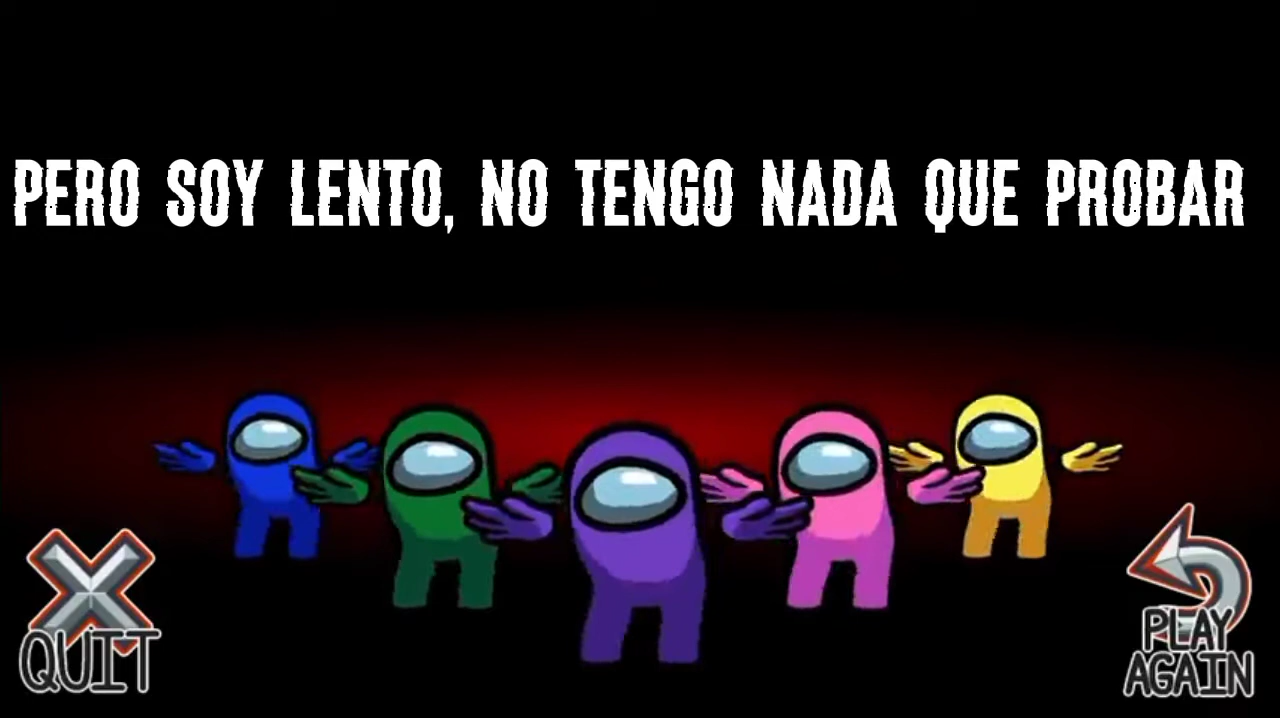 PERO SOY LENTO, NO TENGO NADA QUE PROBAR
QUIT
PLAY
AGAIN